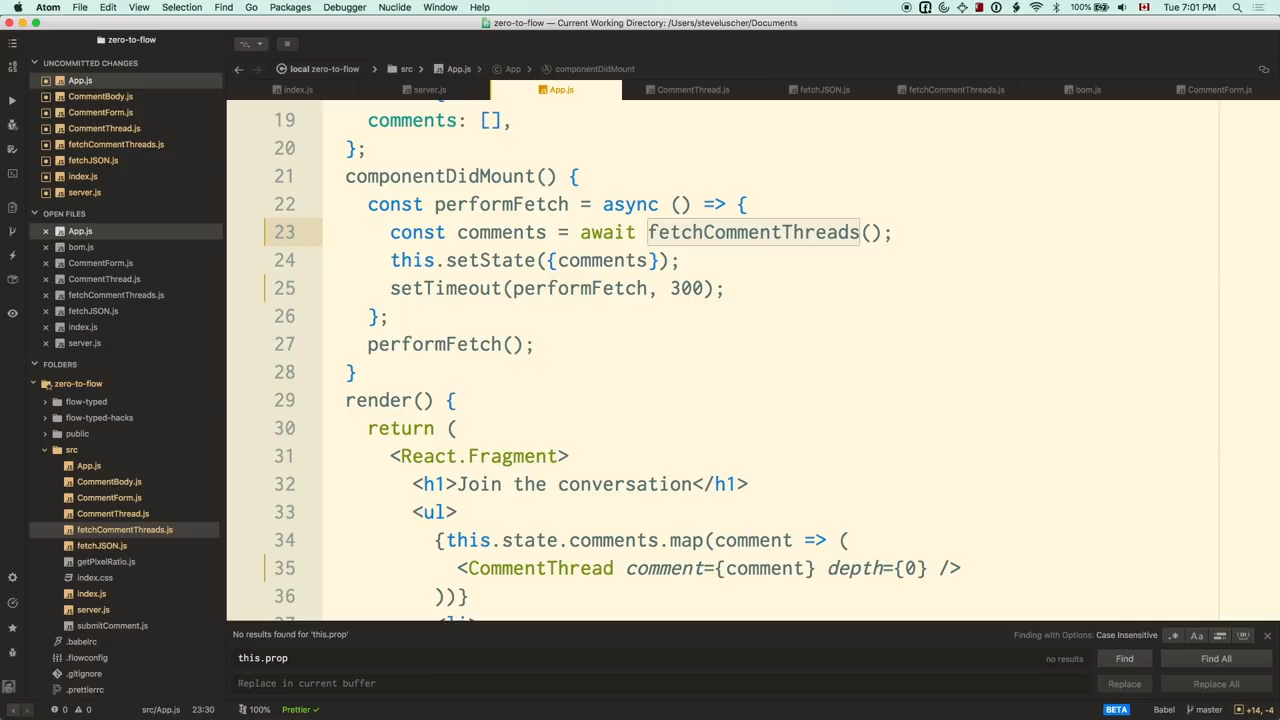 Atom File Edit View Selection Find Go Packages Debugger Nuclide Window Help 100% Tue 7:01 PM
zero-to-flow — Current Working Directory: /Users/steveluscher/Documents
zero-to-flow
UNCOMMITTED CHANGES
App.js
CommentBody.js
CommentForm.js
CommentThread.js
fetchCommentThreads.js
fetchJSON.js
index.js
server.js
OPEN FILES
App.js
bom.js
CommentForm.js
CommentThread.js
fetchCommentThreads.js
fetchJSON.js
index.js
server.js
FOLDERS
zero-to-flow
flow-typed
flow-typed-hacks
public
src
App.js
CommentBody.js
CommentForm.js
CommentThread.js
fetchCommentThreads.js
fetchJSON.js
getPixelRatio.js
index.css
index.js
server.js
submitComment.js
.babelrc
.flowconfig
.gitignore
.prettierrc
local zero-to-flow > src > App.js > App > componentDidMount
index.js server.js App.js CommentThread.js fetchJSON.js fetchCommentThreads.js bom.js CommentForm.js
19 comments: [],
20 };
21 componentDidMount() {
22 const performFetch = async () => {
23 const comments = await fetchCommentThreads();
24 this.setState({comments});
25 setTimeout(performFetch, 300);
26 };
27 performFetch();
28 }
29 render() {
30 return (
31 <React.Fragment>
32 <h1>Join the conversation</h1>
33 <ul>
34 {this.state.comments.map(comment => (
35 <CommentThread comment={comment} depth={0} />
36 ))}
37 <li>
No results found for 'this.prop' Finding with Options: Case Insensitive .* Aa
this.prop no results Find Find All
Replace in current buffer Replace Replace All
0 0 src/App.js 23:30 100% Prettier ✓ BETA Babel master +14, -4